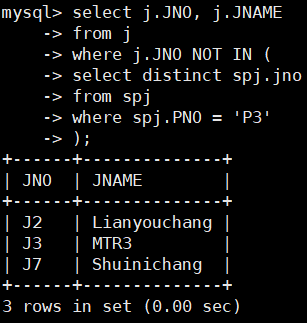 mysql> select j.JNO, j.JNAME
    -> from j
    -> where j.JNO NOT IN (
    -> select distinct spj.jno
    -> from spj
    -> where spj.PNO = 'P3'
    -> );
+------+--------------+
| JNO  | JNAME        |
+------+--------------+
| J2   | Lianyouchang |
| J3   | MTR3         |
| J7   | Shuinichang  |
+------+--------------+
3 rows in set (0.00 sec)